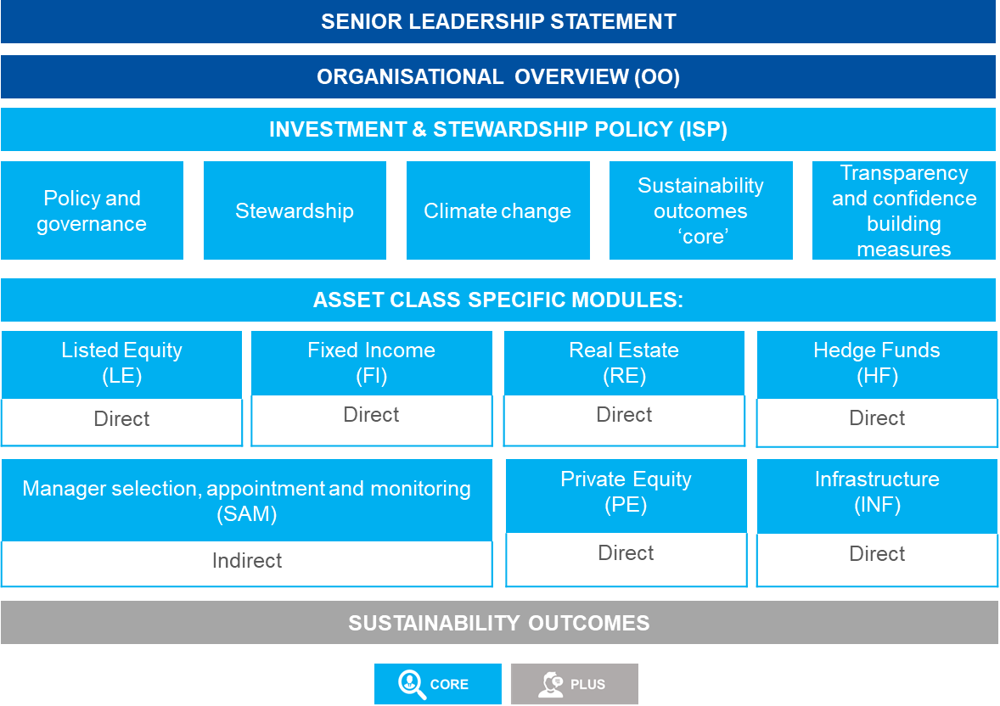 SENIOR LEADERSHIP STATEMENT
ORGANISATIONAL OVERVIEW (OO)
INVESTMENT & STEWARDSHIP POLICY (ISP)
Policy and
governance
Stewardship
Climate change
Sustainability
outcomes
‘core’
Transparency
and confidence
building
measures
ASSET CLASS SPECIFIC MODULES:
Listed Equity
(LE)
Direct
Fixed Income
(FI)
Direct
Real Estate
(RE)
Direct
Hedge Funds
(HF)
Direct
Manager selection, appointment and monitoring
(SAM)
Indirect
Private Equity
(PE)
Direct
Infrastructure
(INF)
Direct
SUSTAINABILITY OUTCOMES
CORE
PLUS